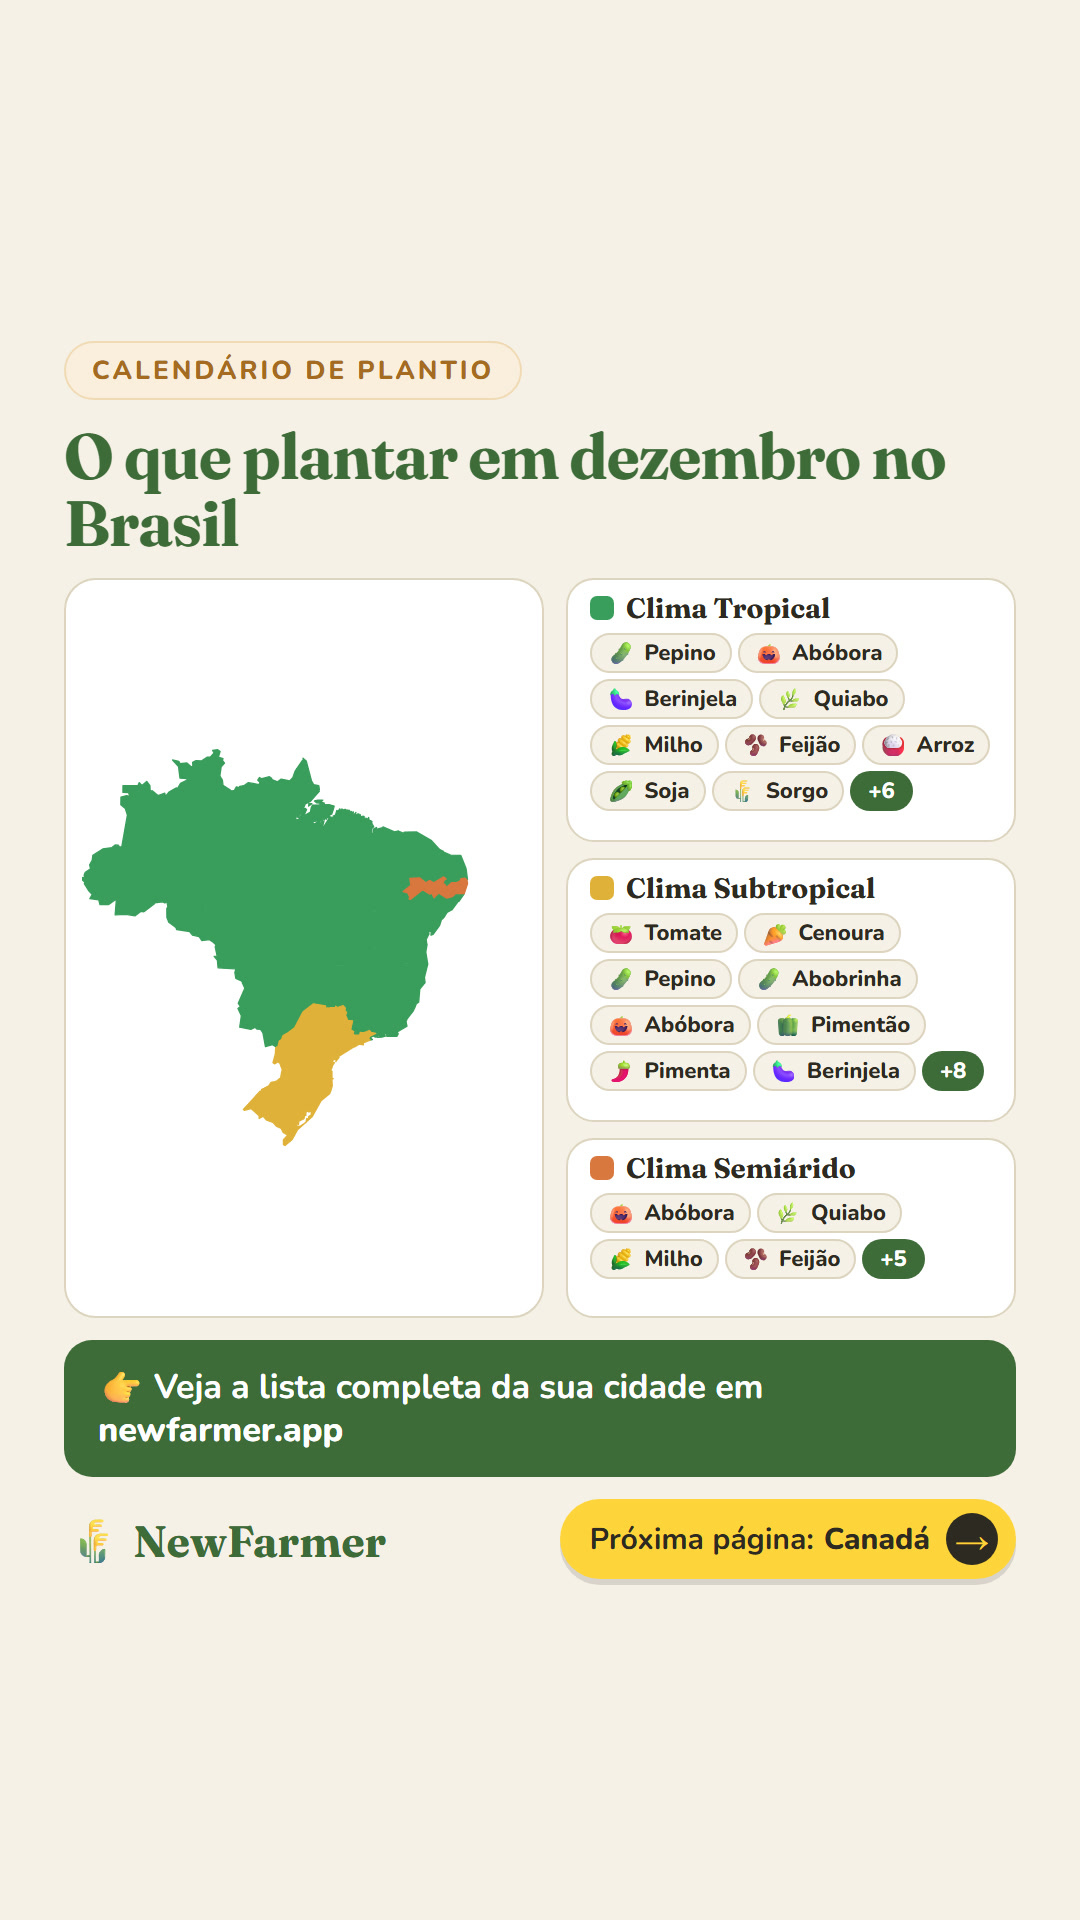 CALENDÁRIO DE PLANTIO
O que plantar em dezembro no
Brasil
Clima Tropical
Pepino Abóbora
Berinjela Quiabo
Milho Feijão Arroz
Soja Sorgo +6
Clima Subtropical
Tomate Cenoura
Pepino Abobrinha
Abóbora Pimentão
Pimenta Berinjela +8
Clima Semiárido
Abóbora Quiabo
Milho Feijão +5
👉 Veja a lista completa da sua cidade em
newfarmer.app
NewFarmer
Próxima página: Canadá →